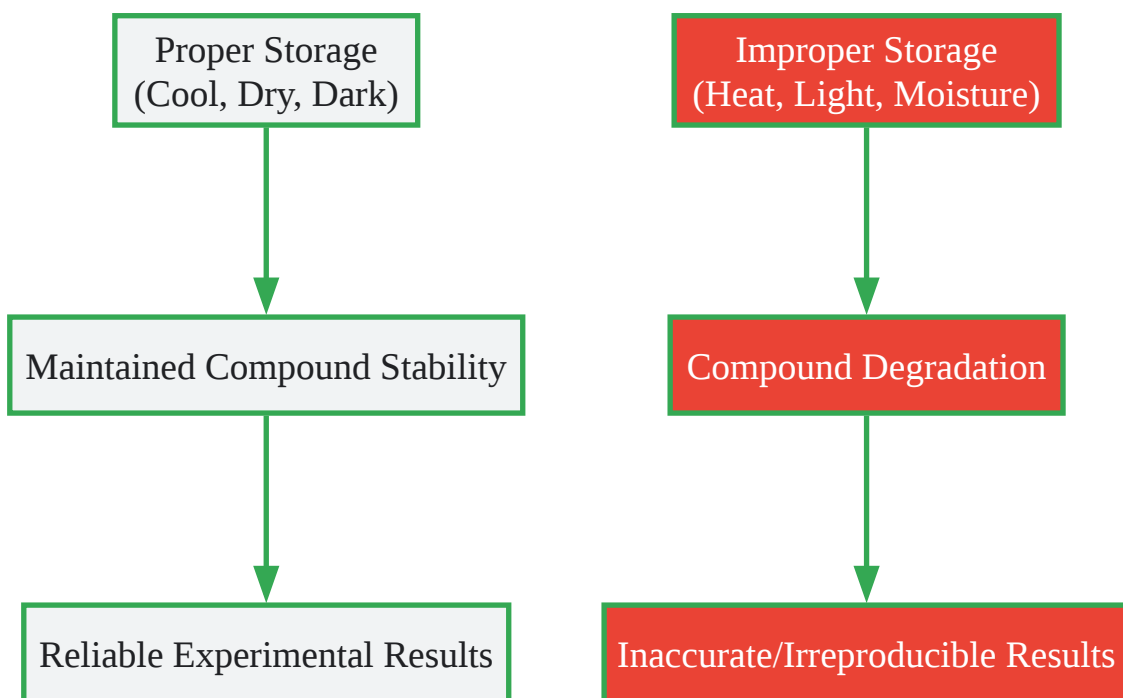 Proper Storage
(Cool, Dry, Dark)
Maintained Compound Stability
Reliable Experimental Results
Improper Storage
(Heat, Light, Moisture)
Compound Degradation
Inaccurate/Irreproducible Results